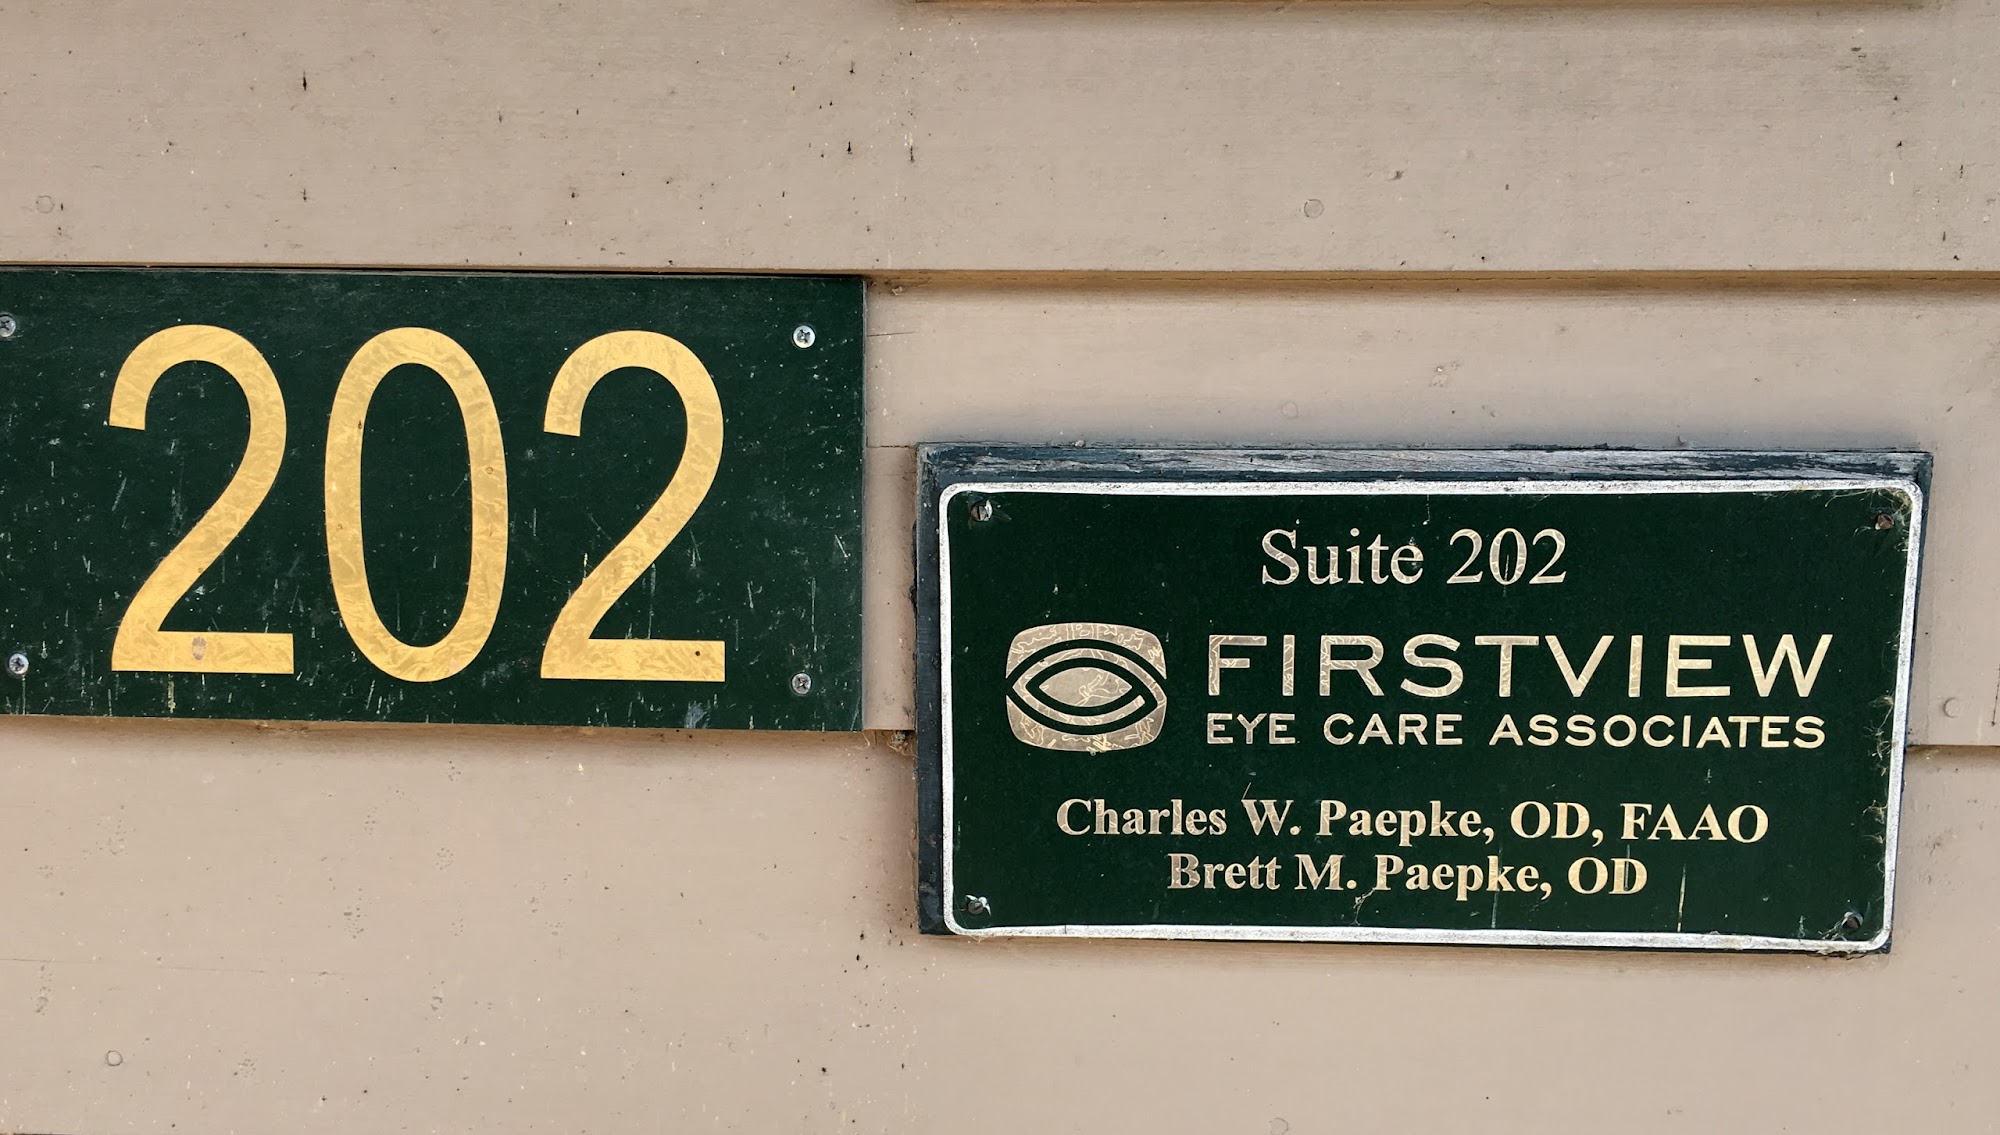 202
Suite 202
FIRSTVIEW
EYE CARE ASSOCIATES
Charles W. Paepke, OD, FAAO
Brett M. Paepke, OD